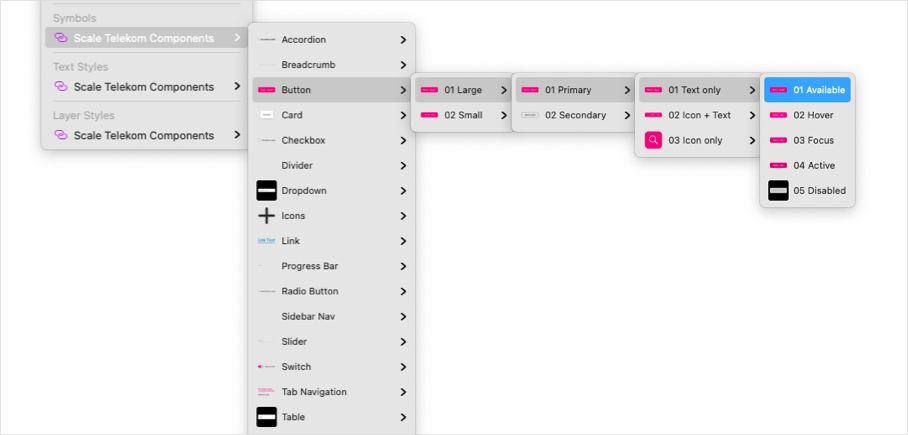 Symbols
Scale Telekom Components
Text Styles
Scale Telekom Components
Layer Styles
Scale Telekom Components
Accordion
Breadcrumb
Button
Card
Checkbox
Divider
Dropdown
Icons
Link
Progress Bar
Radio Button
Sidebar Nav
Slider
Switch
Tab Navigation
Table
01 Large
02 Small
01 Primary
02 Secondary
01 Text only
02 Icon + Text
03 Icon only
01 Available
02 Hover
03 Focus
04 Active
05 Disabled